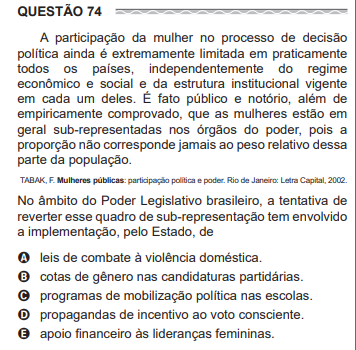 QUESTÃO 74
A participação da mulher no processo de decisão
política ainda é extremamente limitada em praticamente
todos os países, independentemente do regime
econômico e social e da estrutura institucional vigente
em cada um deles. É fato público e notório, além de
empiricamente comprovado, que as mulheres estão em
geral sub-representadas nos órgãos do poder, pois a
proporção não corresponde jamais ao peso relativo dessa
parte da população.
TABAK, F. Mulheres públicas: participação política e poder. Rio de Janeiro: Letra Capital, 2002.
No âmbito do Poder Legislativo brasileiro, a tentativa de
reverter esse quadro de sub-representação tem envolvido
a implementação, pelo Estado, de
A leis de combate à violência doméstica.
B cotas de gênero nas candidaturas partidárias.
C programas de mobilização política nas escolas.
D propagandas de incentivo ao voto consciente.
E apoio financeiro às lideranças femininas.